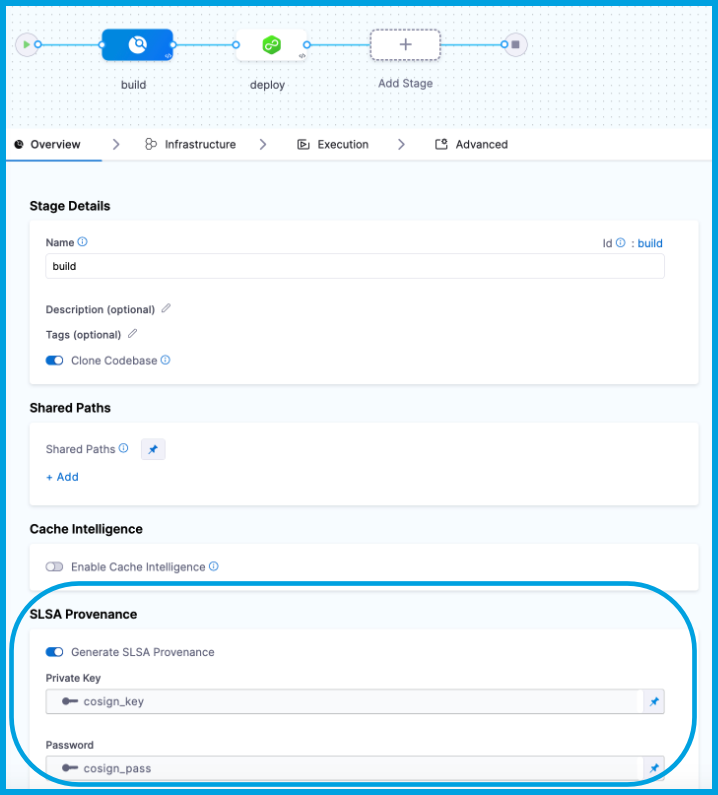 build
deploy
Add Stage
Overview
Infrastructure
Execution
Advanced
Stage Details
Name
Id : build
build
Description (optional)
Tags (optional)
Clone Codebase
Shared Paths
Shared Paths
+ Add
Cache Intelligence
Enable Cache Intelligence
SLSA Provenance
Generate SLSA Provenance
Private Key
cosign_key
Password
cosign_pass